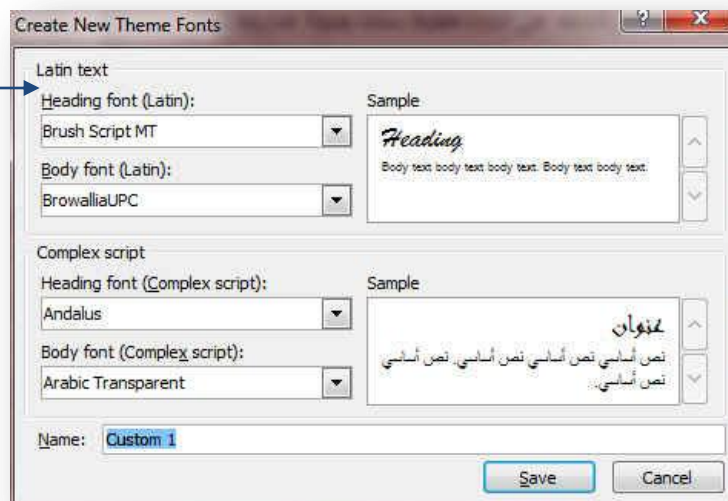 Create New Theme Fonts
Latin text
Heading font (Latin):
Brush Script MT
Body font (Latin):
BrowalliaUPC
Sample
Heading
Body text body text body text. Body text body text.
Complex script
Heading font (Complex script):
Andalus
Body font (Complex script):
Arabic Transparent
Sample
عنوان
نص أساسي نص أساسي نص أساسي. نص أساسي
نص أساسي.
Name: Custom 1
Save Cancel